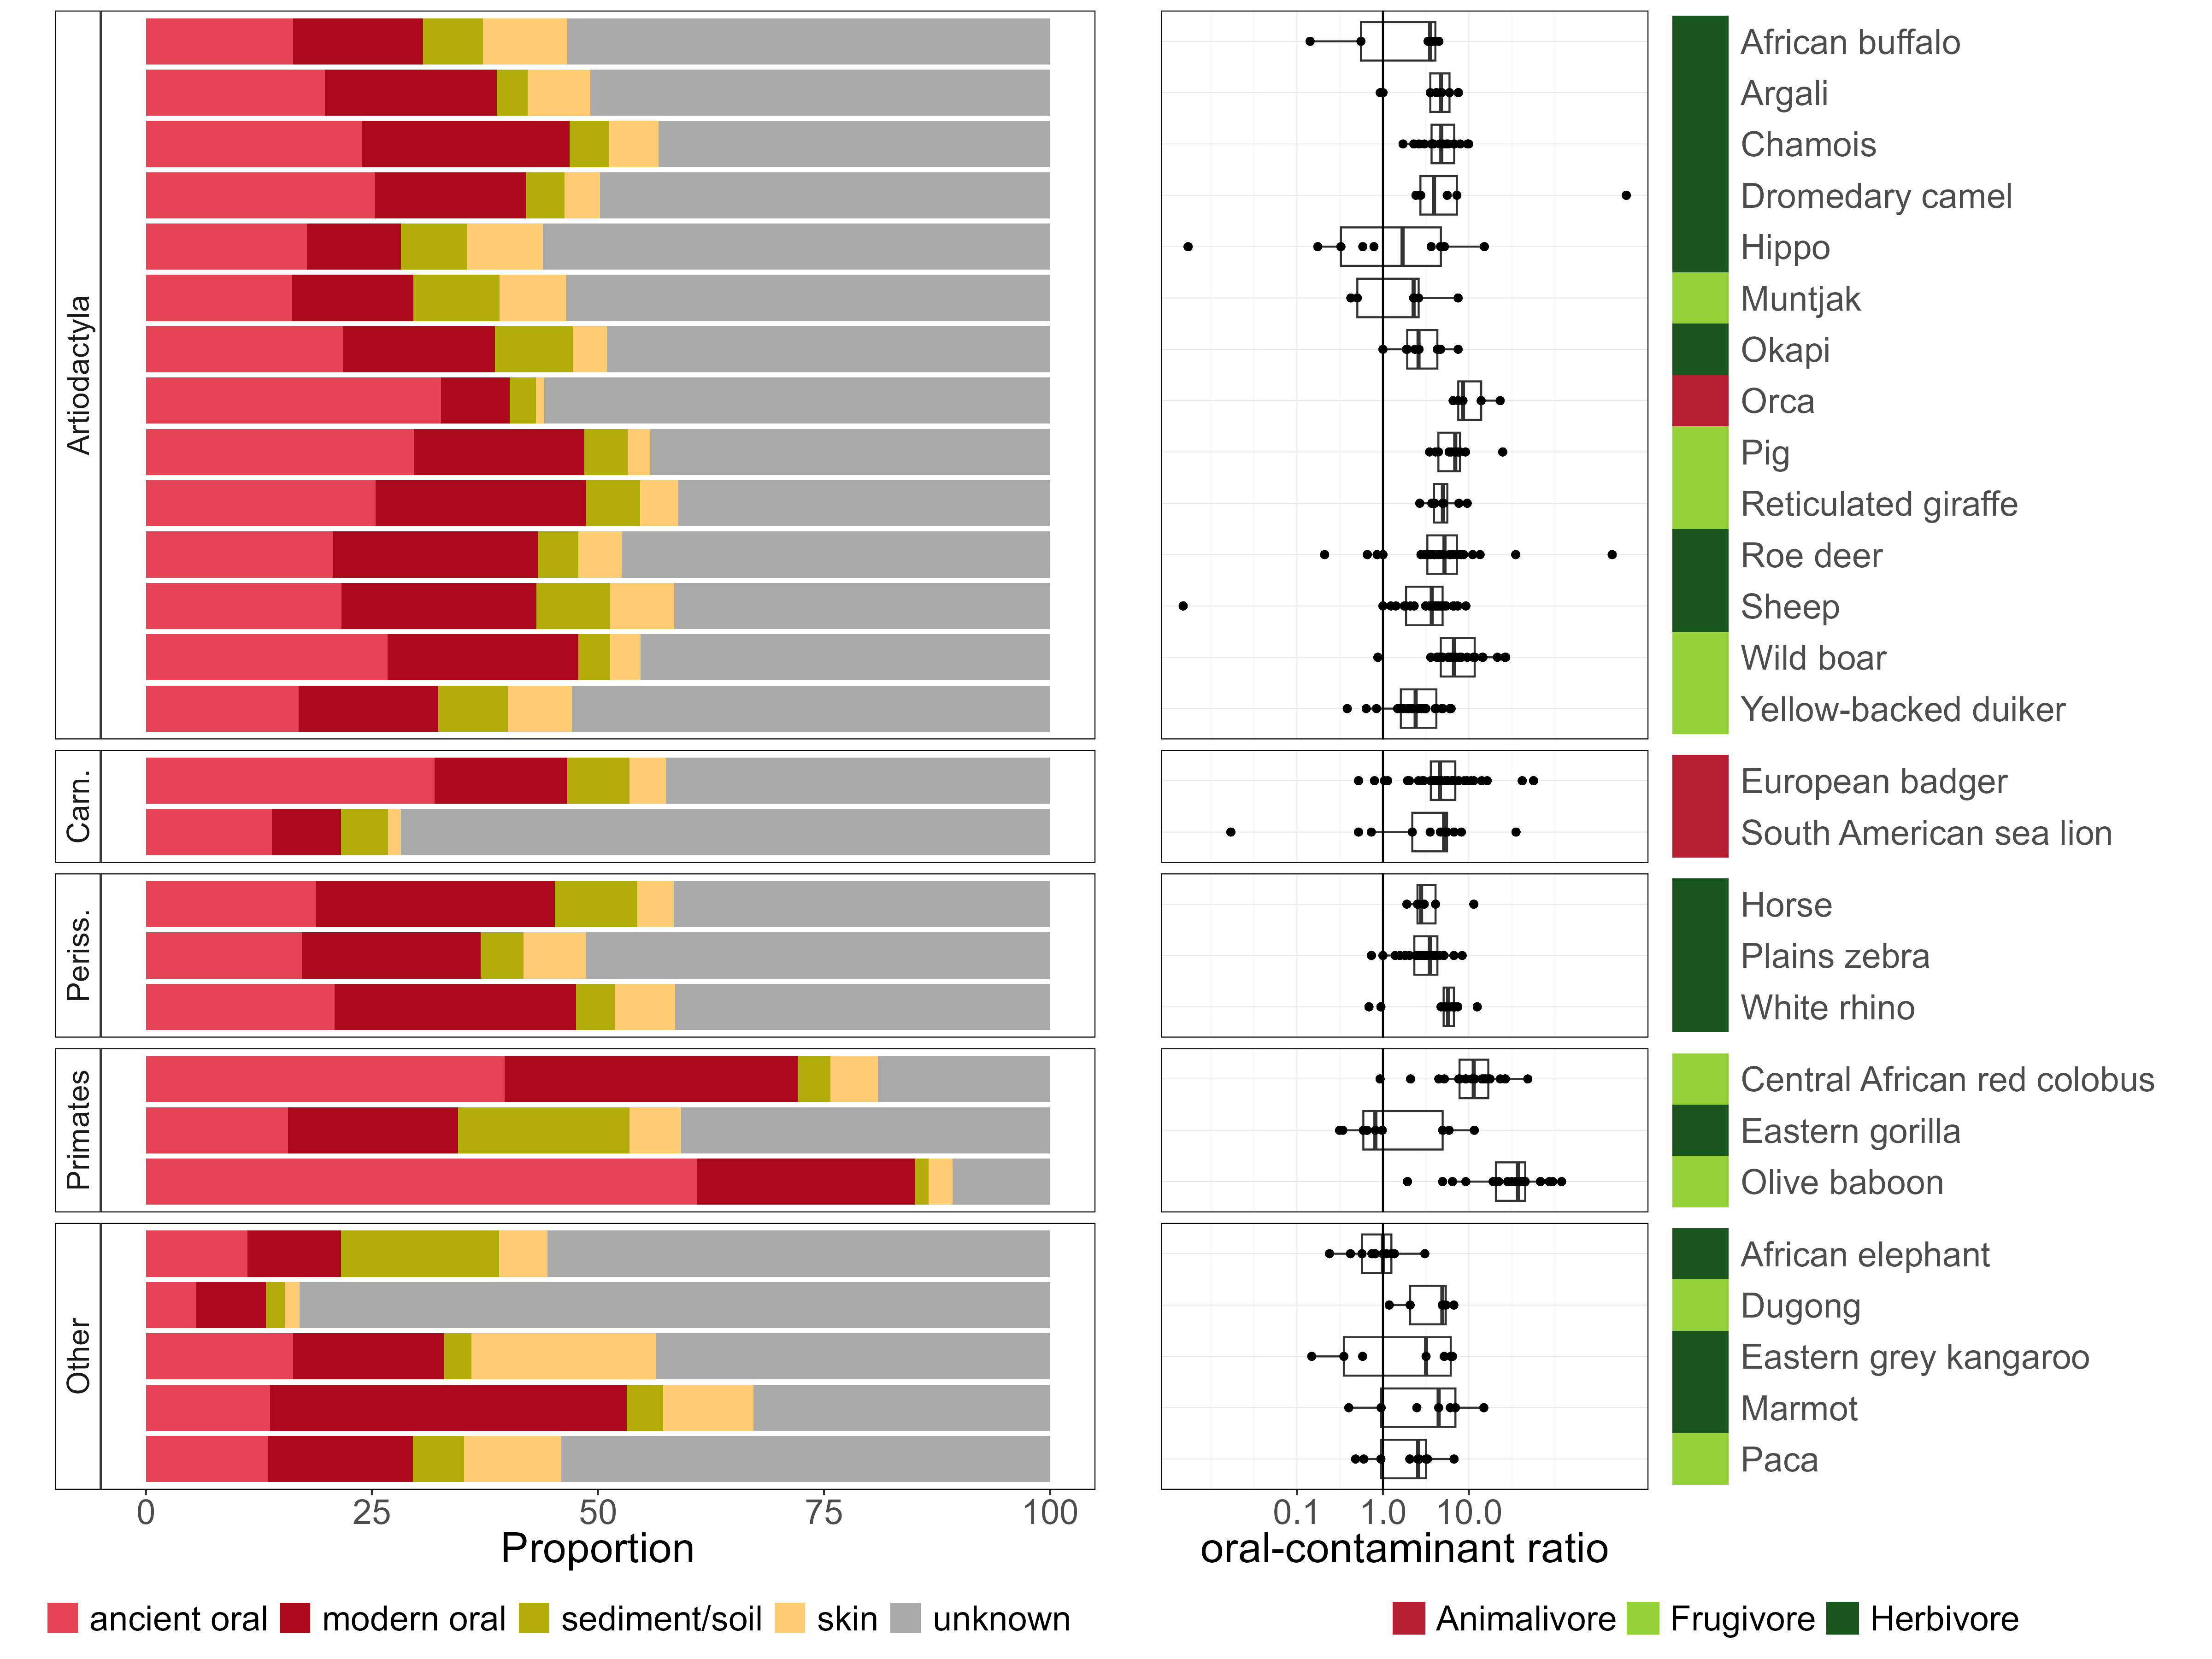 Artiodactyla
African buffalo
Argali
Chamois
Dromedary camel
Hippo
Muntjak
Okapi
Orca
Pig
Reticulated giraffe
Roe deer
Sheep
Wild boar
Yellow-backed duiker
Carn.
European badger
South American sea lion
Periss.
Horse
Plains zebra
White rhino
Primates
Central African red colobus
Eastern gorilla
Olive baboon
Other
African elephant
Dugong
Eastern grey kangaroo
Marmot
Paca
0 25 50 75 100
Proportion
0.1 1.0 10.0
oral-contaminant ratio
ancient oral modern oral sediment/soil skin unknown
Animalivore Frugivore Herbivore